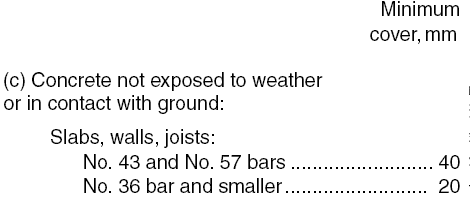 Minimum
cover, mm
(c) Concrete not exposed to weather
or in contact with ground:
Slabs, walls, joists:
No. 43 and No. 57 bars ........................... 40
No. 36 bar and smaller........................... 20